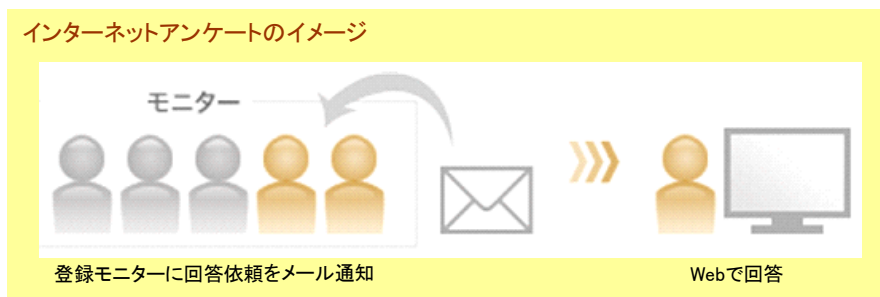 インターネットアンケートのイメージ
モニター
登録モニターに回答依頼をメール通知
Webで回答